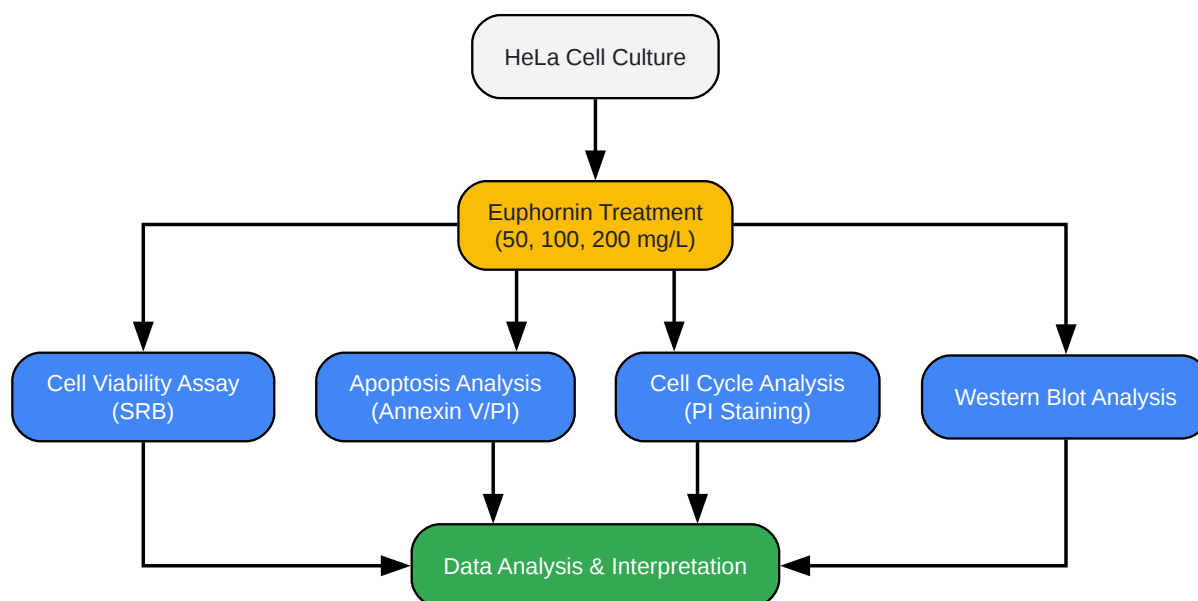 HeLa Cell Culture
Euphornin Treatment
(50, 100, 200 mg/L)
Cell Viability Assay
(SRB)
Apoptosis Analysis
(Annexin V/PI)
Cell Cycle Analysis
(PI Staining)
Western Blot Analysis
Data Analysis & Interpretation